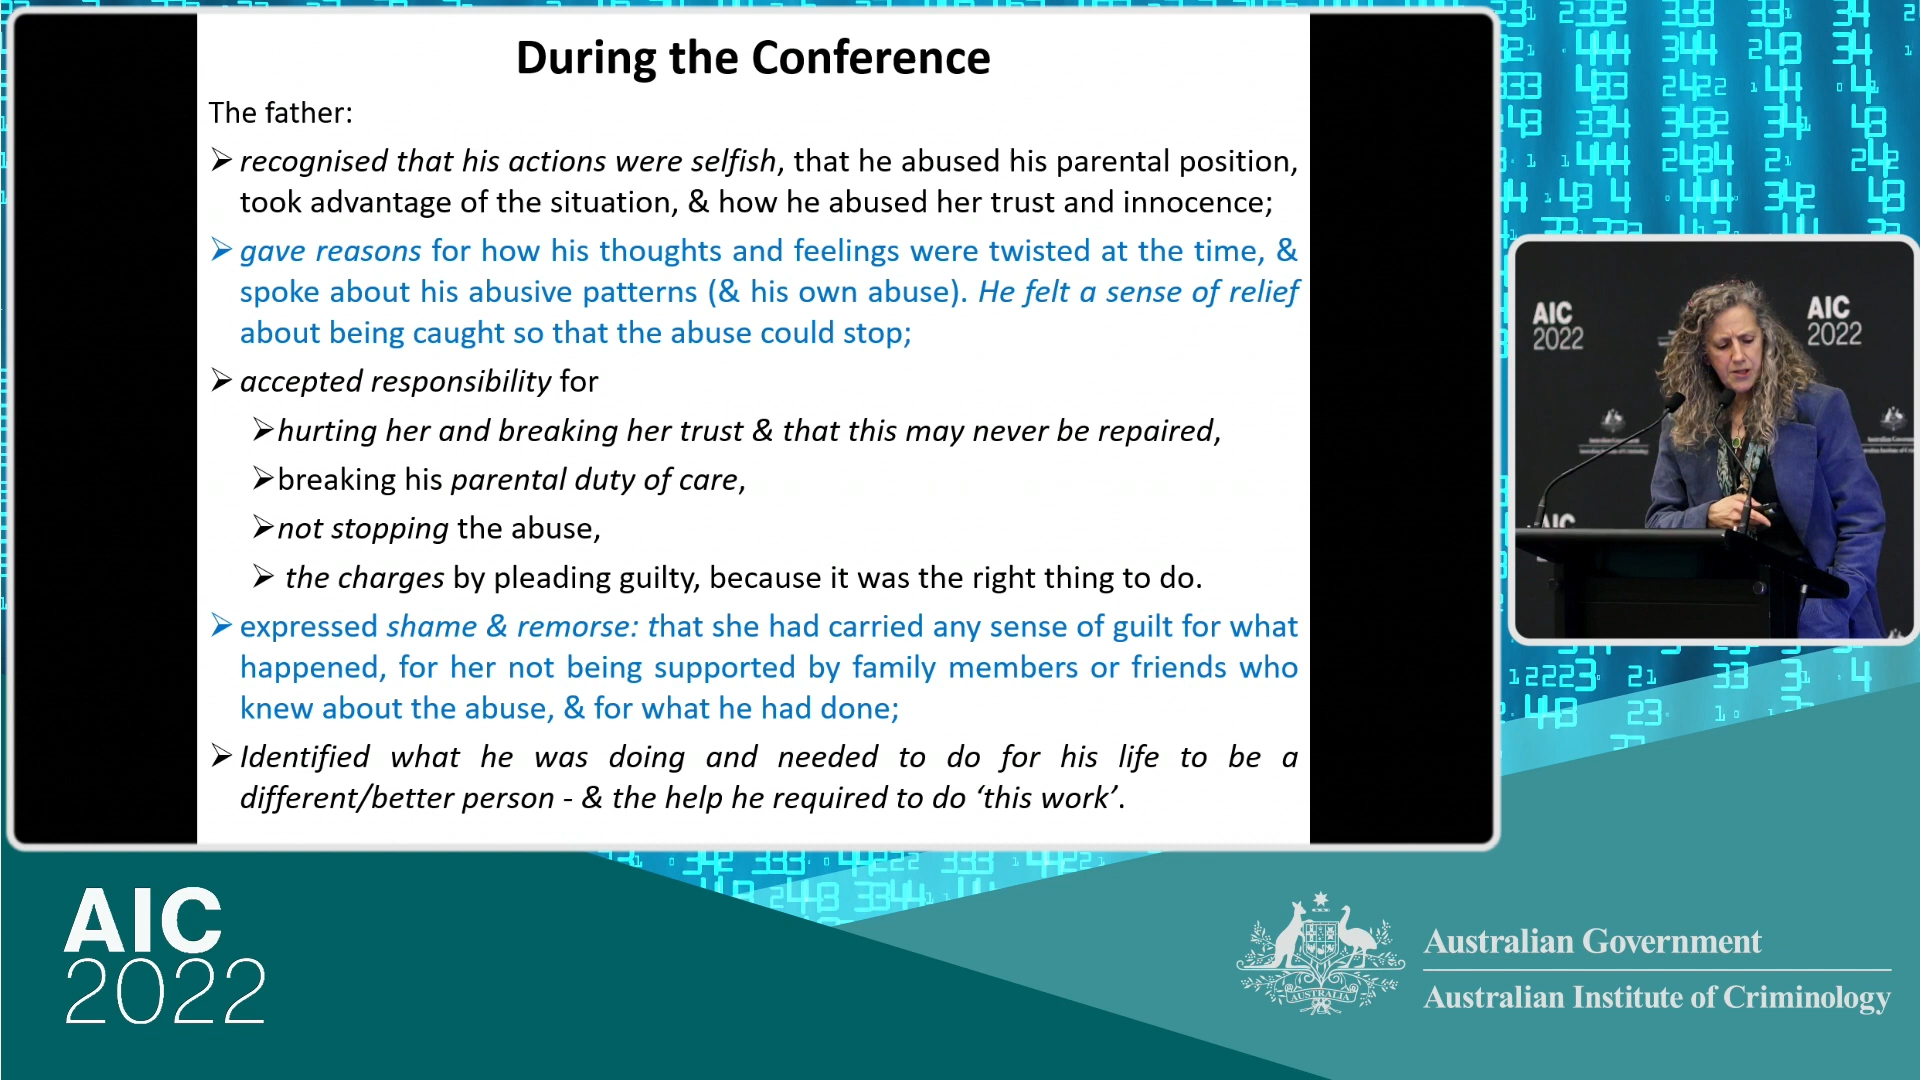 During the Conference
The father:
➢ recognised that his actions were selfish, that he abused his parental position,
took advantage of the situation, & how he abused her trust and innocence;
➢ gave reasons for how his thoughts and feelings were twisted at the time, &
spoke about his abusive patterns (& his own abuse). He felt a sense of relief
about being caught so that the abuse could stop;
➢ accepted responsibility for
➢ hurting her and breaking her trust & that this may never be repaired,
➢ breaking his parental duty of care,
➢ not stopping the abuse,
➢ the charges by pleading guilty, because it was the right thing to do.
➢ expressed shame & remorse: that she had carried any sense of guilt for what
happened, for her not being supported by family members or friends who
knew about the abuse, & for what he had done;
➢ Identified what he was doing and needed to do for his life to be a
different/better person - & the help he required to do ‘this work’.
AIC
2022
AIC
2022
AIC
AIC
2022
AUSTRALIA
Australian Government
Australian Institute of Criminology